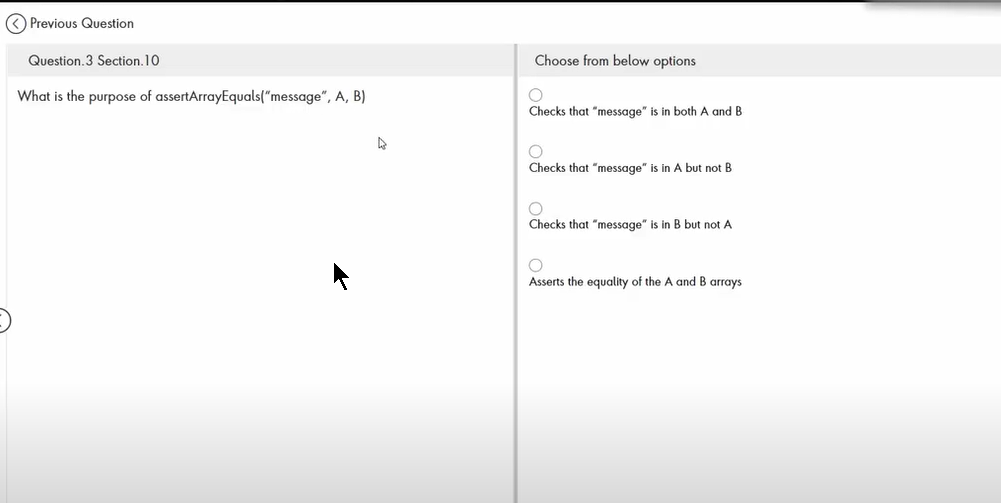 Previous Question
Question.3 Section.10
What is the purpose of assertArrayEquals(“message”, A, B)
Choose from below options
Checks that “message” is in both A and B
Checks that “message” is in A but not B
Checks that “message” is in B but not A
Asserts the equality of the A and B arrays